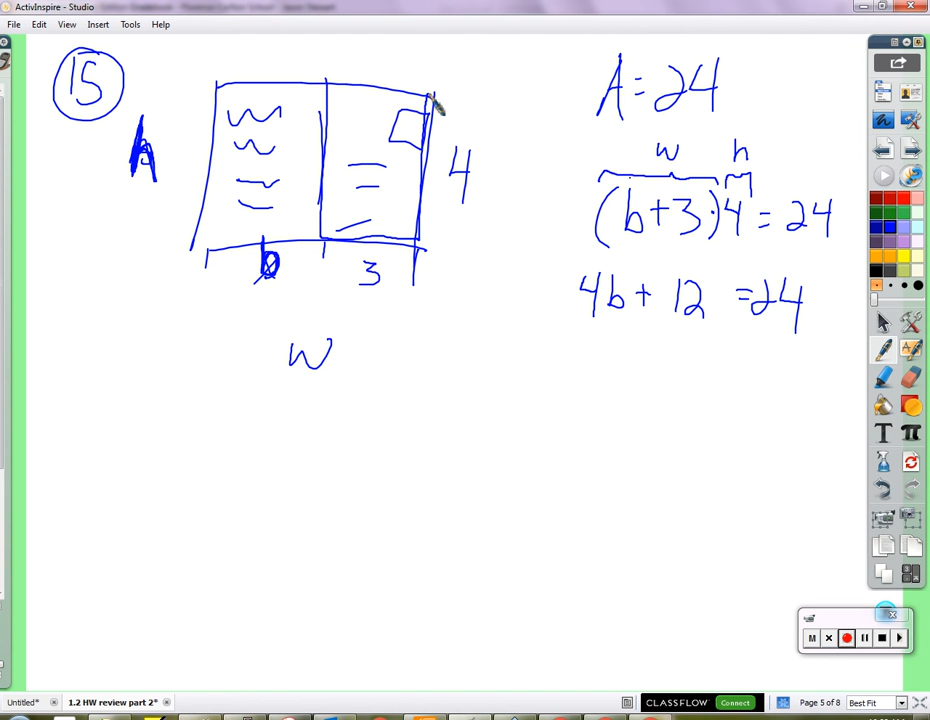 ActivInspire - Studio
File Edit View Insert Tools Help
15
h
4
b 3
w
A = 24
w h
(b+3·)4 = 24
4b + 12 = 24
M
Untitled* 1.2 HW review part 2*
CLASSFLOW Connect
Page 5 of 8
Best Fit